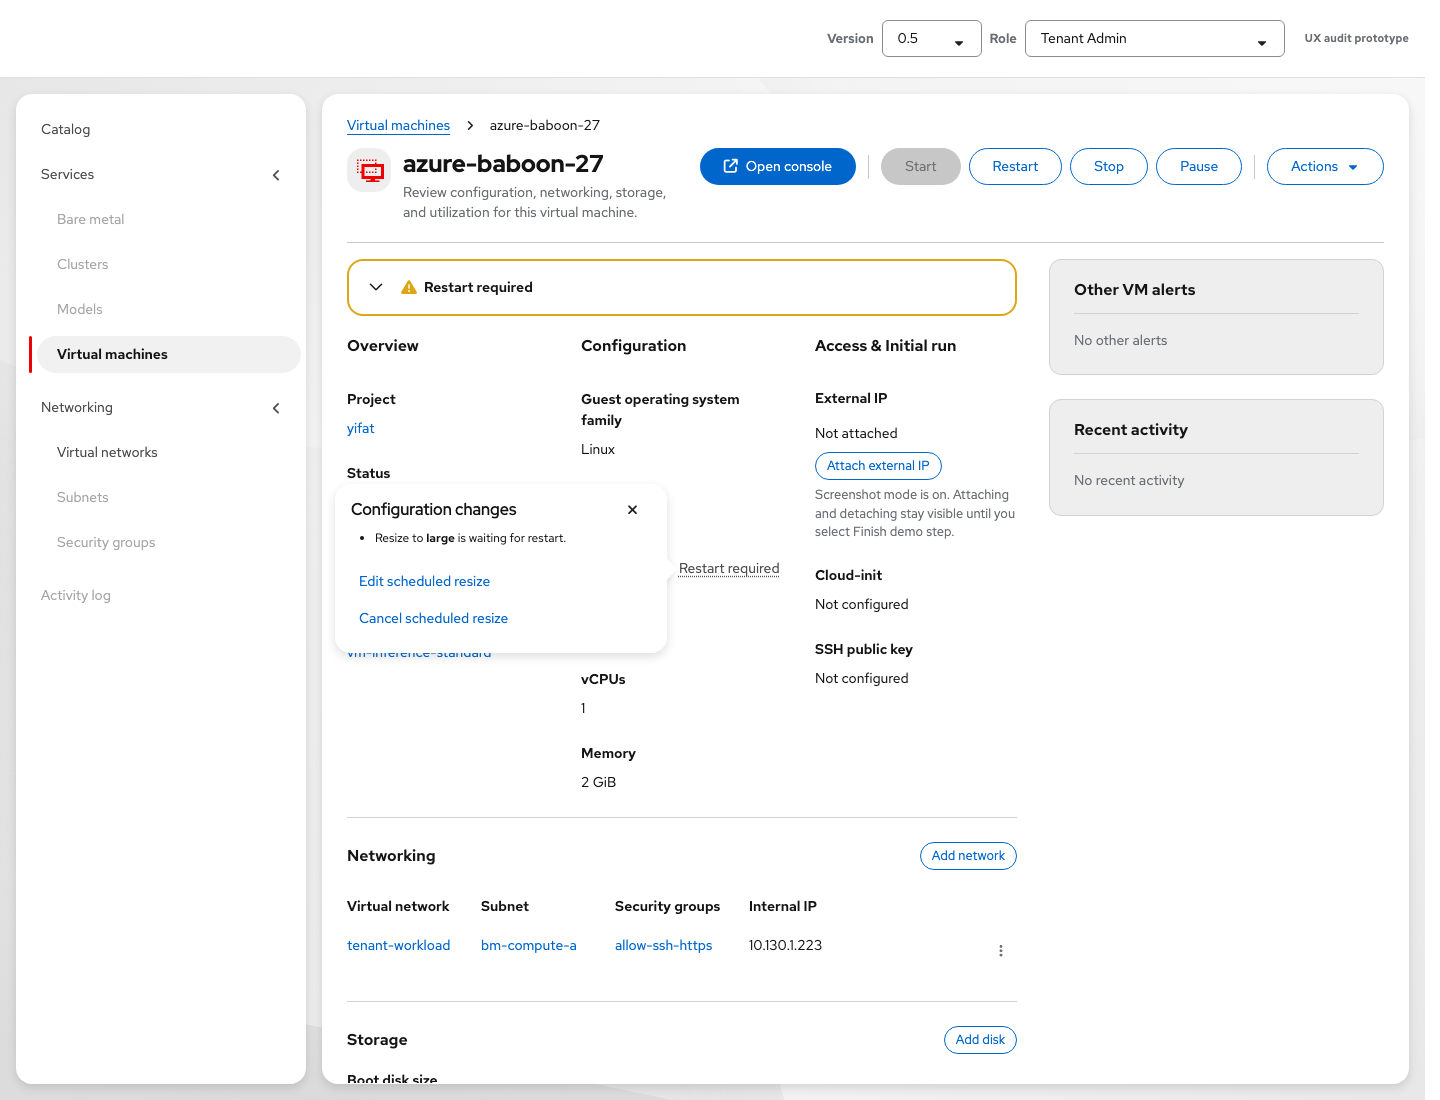 Version
0.5
Role
Tenant Admin
UX audit prototype
Catalog
Services
Bare metal
Clusters
Models
Virtual machines
Networking
Virtual networks
Subnets
Security groups
Activity log
Virtual machines
azure-baboon-27
azure-baboon-27
Review configuration, networking, storage,
and utilization for this virtual machine.
Open console
Start
Restart
Stop
Pause
Actions
Restart required
Overview
Project
yifat
Status
Configuration changes
Resize to large is waiting for restart.
Edit scheduled resize
Cancel scheduled resize
vm-inference-standard
Configuration
Guest operating system
family
Linux
Restart required
vCPUs
1
Memory
2 GiB
Access & Initial run
External IP
Not attached
Attach external IP
Screenshot mode is on. Attaching
and detaching stay visible until you
select Finish demo step.
Cloud-init
Not configured
SSH public key
Not configured
Other VM alerts
No other alerts
Recent activity
No recent activity
Networking
Add network
Virtual network
Subnet
Security groups
Internal IP
tenant-workload
bm-compute-a
allow-ssh-https
10.130.1.223
Storage
Add disk
Root disk size